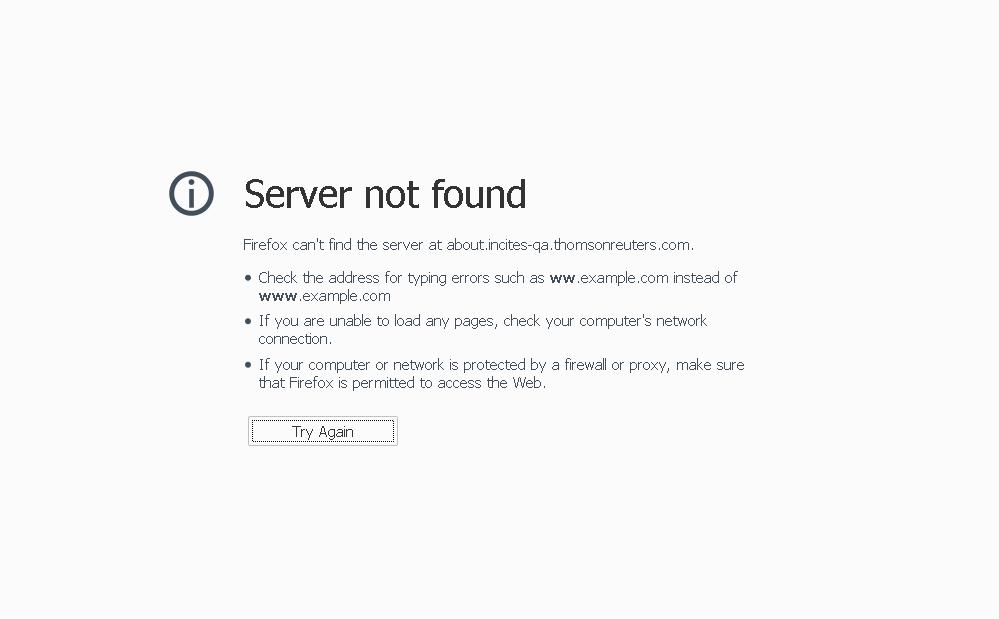 Server not found
Firefox can't find the server at about.incites-qa.thomsonreuters.com.
• Check the address for typing errors such as ww.example.com instead of
www.example.com
• If you are unable to load any pages, check your computer's network
connection.
• If your computer or network is protected by a firewall or proxy, make sure
that Firefox is permitted to access the Web.
Try Again